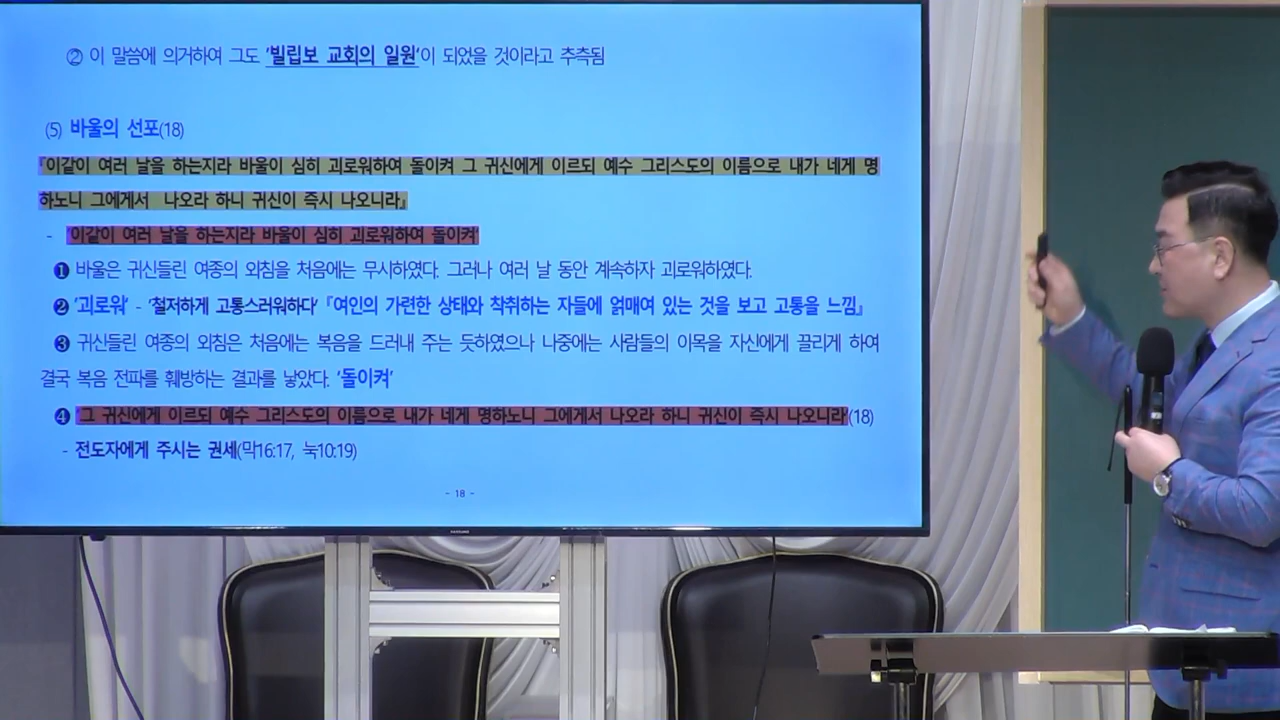 ② 이 말씀에 의거하여 그도 '빌립보 교회의 일원'이 되었을 것이라고 추측됨
(5) 바울의 선포(18)
『이같이 여러 날을 하는지라 바울이 심히 괴로워하여 돌이켜 그 귀신에게 이르되 예수 그리스도의 이름으로 내가 네게 명
하노니 그에게서 나오라 하니 귀신이 즉시 나오니라』
- '이같이 여러 날을 하는지라 바울이 심히 괴로워하여 돌이켜'
❶ 바울은 귀신들린 여종의 외침을 처음에는 무시하였다. 그러나 여러 날 동안 계속하자 괴로워하였다.
❷ '괴로워' - '철저하게 고통스러워하다' 『여인의 가련한 상태와 착취하는 자들에 얽매여 있는 것을 보고 고통을 느낌』
❸ 귀신들린 여종의 외침은 처음에는 복음을 드러내 주는 듯하였으나 나중에는 사람들의 이목을 자신에게 끌리게 하여
결국 복음 전파를 훼방하는 결과를 낳았다. '돌이켜'
❹ '그 귀신에게 이르되 예수 그리스도의 이름으로 내가 네게 명하노니 그에게서 나오라 하니 귀신이 즉시 나오니라'(18)
- 전도자에게 주시는 권세(막16:17, 눅10:19)
- 18 -
SAMSUNG